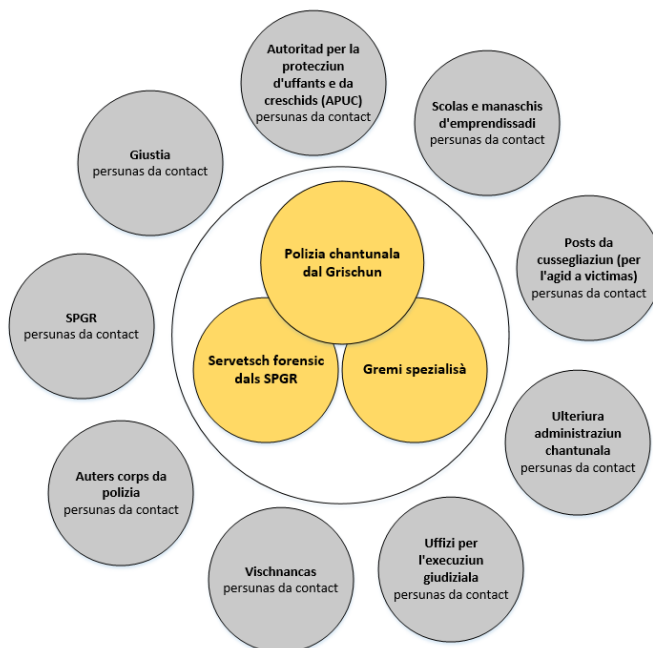 Autoritad per la
protecziun
d'uffants e da
creschids (APUC)
persunas da contact
Scolas e manaschis
d'emprendissadi
persunas da contact
Giustia
persunas da contact
Polizia chantunala
dal Grischun
Posts da
cussegliaziun (per
l'agid a victimas)
persunas da contact
SPGR
persunas da contact
Servetsch forensic
dals SPGR
Gremi spezialisà
Ulteriura
administraziun
chantunala
persunas da contact
Auters corps da
polizia
persunas da contact
Vischnancas
persunas da contact
Uffizi per
l'execuziun
giudiziala
persunas da contact